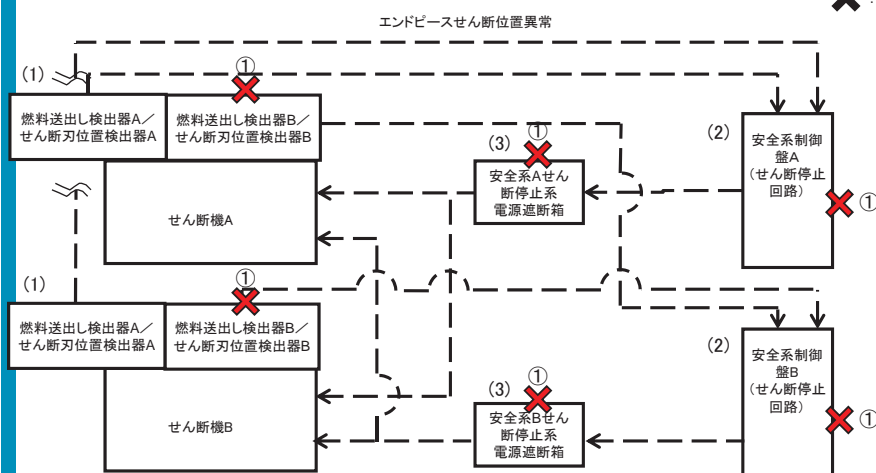 エンドピースせん断位置異常
(1)
①
燃料送出し検出器A／
せん断刃位置検出器A
燃料送出し検出器B／
せん断刃位置検出器B
せん断機A
(3)
①
安全系Aせん
断停止系
電源遮断箱
(2)
安全系制御
盤A
（せん断停止
回路）
①
(1)
①
燃料送出し検出器A／
せん断刃位置検出器A
燃料送出し検出器B／
せん断刃位置検出器B
せん断機B
(3)
①
安全系Bせん
断停止系
電源遮断箱
(2)
安全系制御
盤B
（せん断停止
回路）
①